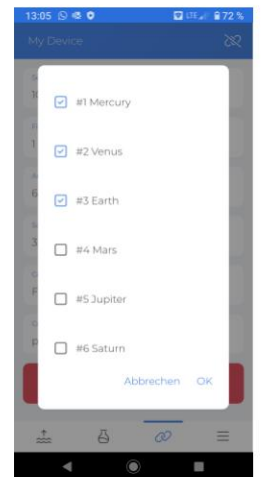 13:05 LTE 72 %
My Device
#1 Mercury
#2 Venus
#3 Earth
#4 Mars
#5 Jupiter
#6 Saturn
Abbrechen OK